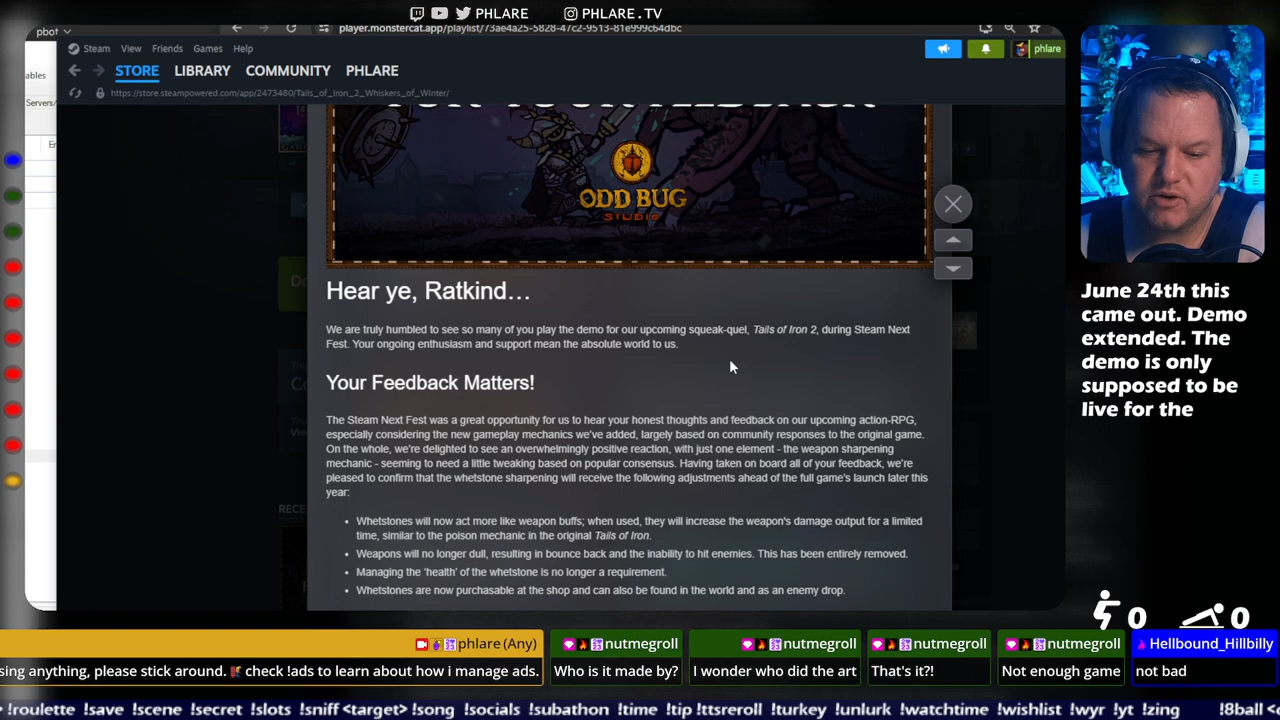 PHLARE PHLARE.TV
pbot
player.monstercat.app/playlist/73ae4a25-5828-47c2-9513-81e999c64dbc
Steam View Friends Games Help
phlare
STORE LIBRARY COMMUNITY PHLARE
ables
https://store.steampowered.com/app/2473480/Tails_of_Iron_2_Whiskers_of_Winter/
Servers/
FOR YOUR FEEDBACK
ODD BUG
STUDIO
Hear ye, Ratkind…
We are truly humbled to see so many of you play the demo for our upcoming squeak-quel, Tails of Iron 2, during Steam Next
Fest. Your ongoing enthusiasm and support mean the absolute world to us.
Your Feedback Matters!
The Steam Next Fest was a great opportunity for us to hear your honest thoughts and feedback on our upcoming action-RPG,
especially considering the new gameplay mechanics we've added, largely based on community responses to the original game.
On the whole, we're delighted to see an overwhelmingly positive reaction, with just one element - the weapon sharpening
mechanic - seeming to need a little tweaking based on popular consensus. Having taken on board all of your feedback, we're
pleased to confirm that the whetstone sharpening will receive the following adjustments ahead of the full game's launch later this
year:
RECE
• Whetstones will now act more like weapon buffs; when used, they will increase the weapon's damage output for a limited
time, similar to the poison mechanic in the original Tails of Iron.
• Weapons will no longer dull, resulting in bounce back and the inability to hit enemies. This has been entirely removed.
• Managing the 'health' of the whetstone is no longer a requirement.
• Whetstones are now purchasable at the shop and can also be found in the world and as an enemy drop.
June 24th this
came out. Demo
extended. The
demo is only
supposed to be
live for the
0 0
phlare (Any)
sing anything, please stick around. check !ads to learn about how i manage ads.
nutmegroll
Who is it made by?
nutmegroll
I wonder who did the art
nutmegroll
That's it?!
nutmegroll
Not enough game
Hellbound_Hillbilly
not bad
> !roulette !save !scene !secret !slots !sniff <target> !song !socials !subathon !time !tip !ttsreroll !turkey !unlurk !watchtime !wishlist !wyr !yt !zing !8ball <